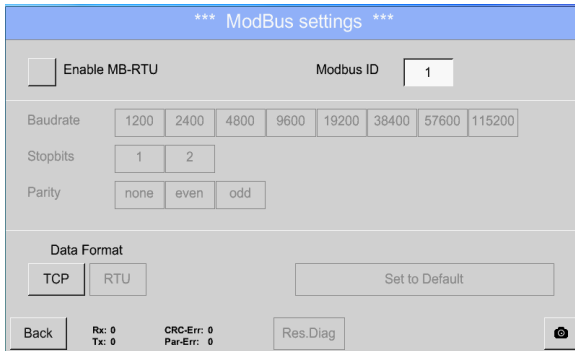 *** ModBus settings ***
Enable MB-RTU Modbus ID 1
Baudrate 1200 2400 4800 9600 19200 38400 57600 115200
Stopbits 1 2
Parity none even odd
Data Format
TCP RTU Set to Default
Back Rx: 0 CRC-Err: 0 Res.Diag
Tx: 0 Par-Err: 0